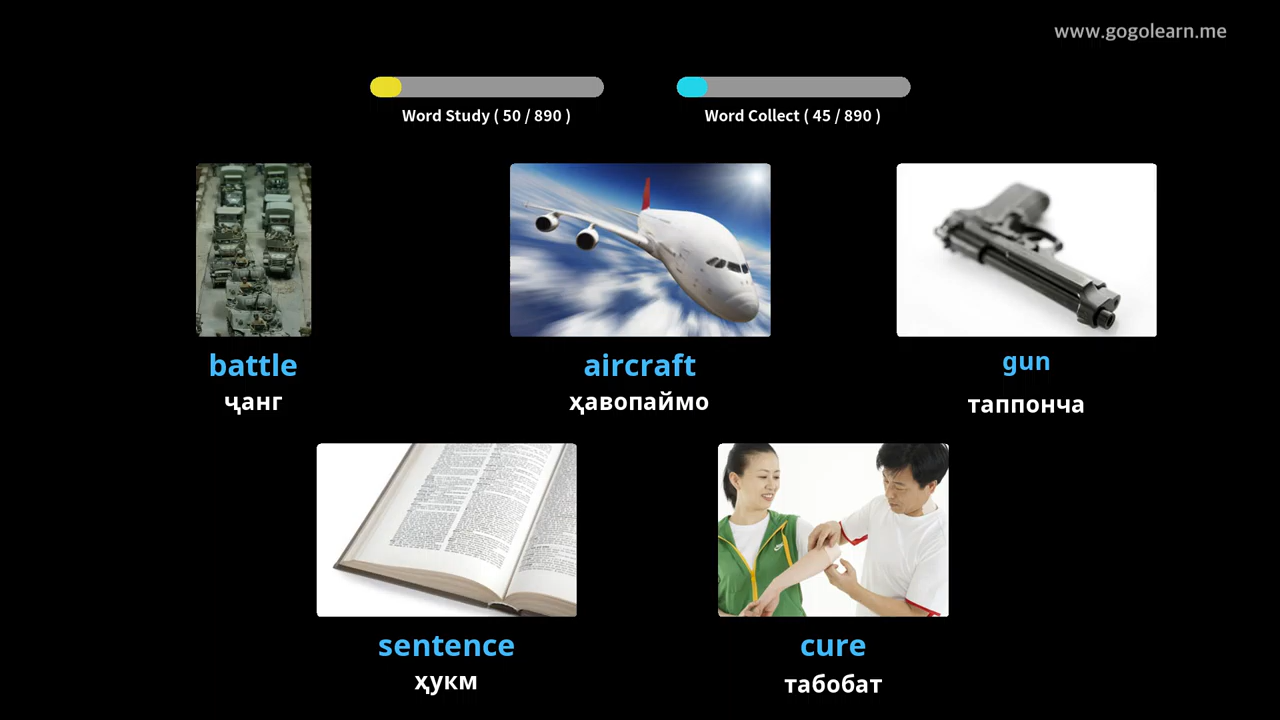 www.gogolearn.me
Word Study ( 50 / 890 )
Word Collect ( 45 / 890 )
battle
ҷанг
aircraft
ҳавопаймо
gun
таппонча
sentence
ҳукм
cure
табобат